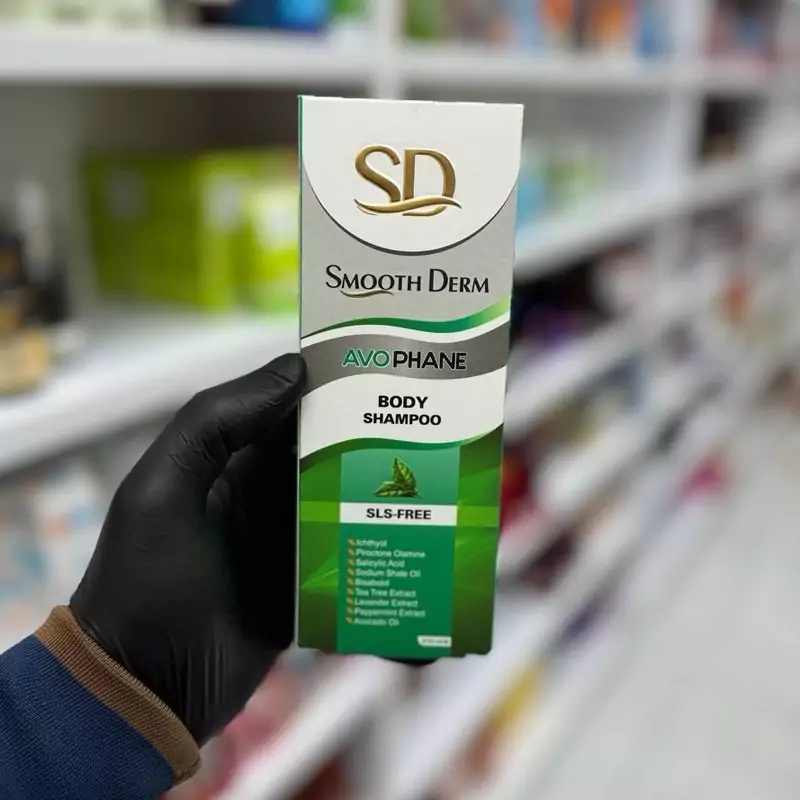 SD
SMOOTH DERM
AVOPHANE
BODY
SHAMPOO
SLS-FREE
Ichthyol
Piroctone Olamine
Salicylic Acid
Sodium Shale Oil
Bisabolol
Tea Tree Extract
Lavender Extract
Peppermint Extract
Avocado Oil